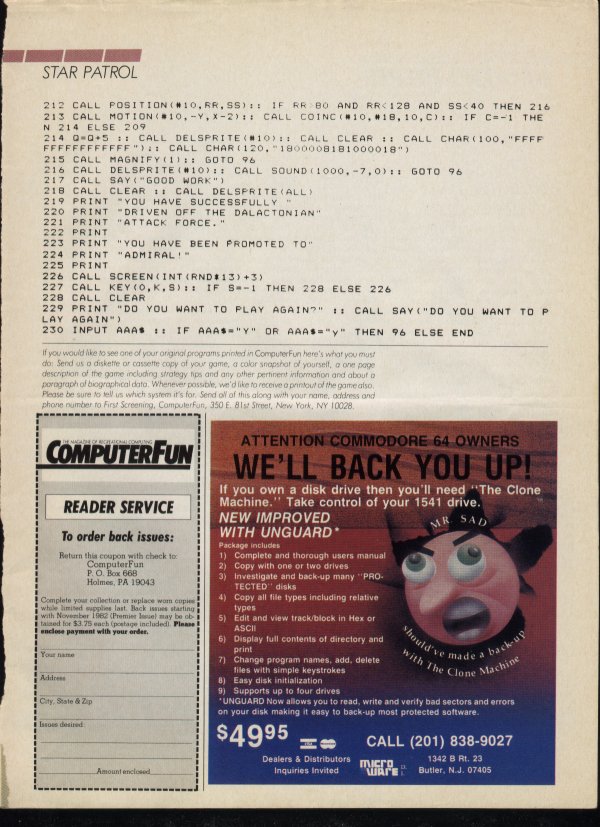 STAR PATROL
212 CALL POSITION(#10,RR,SS):: IF RR>80 AND RR<128 AND SS<40 THEN 216
213 CALL MOTION(#10,-Y,X-2):: CALL COINC(#10,#18,10,C):: IF C=-1 THE
N 214 ELSE 209
214 Q=Q+5 :: CALL DELSPRITE(#10):: CALL CLEAR :: CALL CHAR(100,"FFFF
FFFFFFFFFFFF"):: CALL CHAR(120,"1800008181000018")
215 CALL MAGNIFY(1):: GOTO 96
216 CALL DELSPRITE(#10):: CALL SOUND(1000,-7,0):: GOTO 96
217 CALL SAY("GOOD WORK")
218 CALL CLEAR :: CALL DELSPRITE(ALL)
219 PRINT "YOU HAVE SUCCESSFULLY "
220 PRINT "DRIVEN OFF THE DALACTONIAN"
221 PRINT "ATTACK FORCE."
222 PRINT
223 PRINT "YOU HAVE BEEN PROMOTED TO"
224 PRINT "ADMIRAL!"
225 PRINT
226 CALL SCREEN(INT(RND*13)+3)
227 CALL KEY(0,K,S):: IF S=-1 THEN 228 ELSE 226
228 CALL CLEAR
229 PRINT "DO YOU WANT TO PLAY AGAIN?" :: CALL SAY("DO YOU WANT TO P
LAY AGAIN")
230 INPUT AAA$ :: IF AAA$="Y" OR AAA$="y" THEN 96 ELSE END
If you would like to see one of your original programs printed in ComputerFun here's what you must
do: Send us a diskette or cassette copy of your game, a color snapshot of yourself, a one page
description of the game including strategy tips and any other pertinent information and about a
paragraph of biographical data. Whenever possible, we'd like to receive a printout of the game also.
Please be sure to tell us which system it's for. Send all of this along with your name, address and
phone number to First Screening, ComputerFun, 350 E. 81st Street, New York, NY 10028.
THE MAGAZINE OF RECREATIONAL COMPUTING
COMPUTERFUN
READER SERVICE
To order back issues:
Return this coupon with check to:
ComputerFun
P. O. Box 668
Holmes, PA 19043
Complete your collection or replace worn copies
while limited supplies last. Back issues starting
with November 1982 (Premier Issue) may be ob-
tained for $3.75 each (postage included). Please
enclose payment with your order.
Your name
Address
City, State & Zip
Issues desired:
Amount enclosed
ATTENTION COMMODORE 64 OWNERS
WE'LL BACK YOU UP!
If you own a disk drive then you'll need "The Clone
Machine." Take control of your 1541 drive.
NEW IMPROVED
WITH UNGUARD*
Package includes
1) Complete and thorough users manual
2) Copy with one or two drives
3) Investigate and back-up many "PRO-
TECTED" disks
4) Copy all file types including relative
types
5) Edit and view track/block in Hex or
ASCII
6) Display full contents of directory and
print
7) Change program names, add, delete
files with simple keystrokes
8) Easy disk initialization
9) Supports up to four drives
MR. SAD
should've made a back-up
with The Clone Machine
*UNGUARD Now allows you to read, write and verify bad sectors and errors
on your disk making it easy to back-up most protected software.
$4995
CALL (201) 838-9027
Dealers & Distributors
Inquiries Invited
MICRO
WARE
1342 B Rt. 23
Butler, N.J. 07405